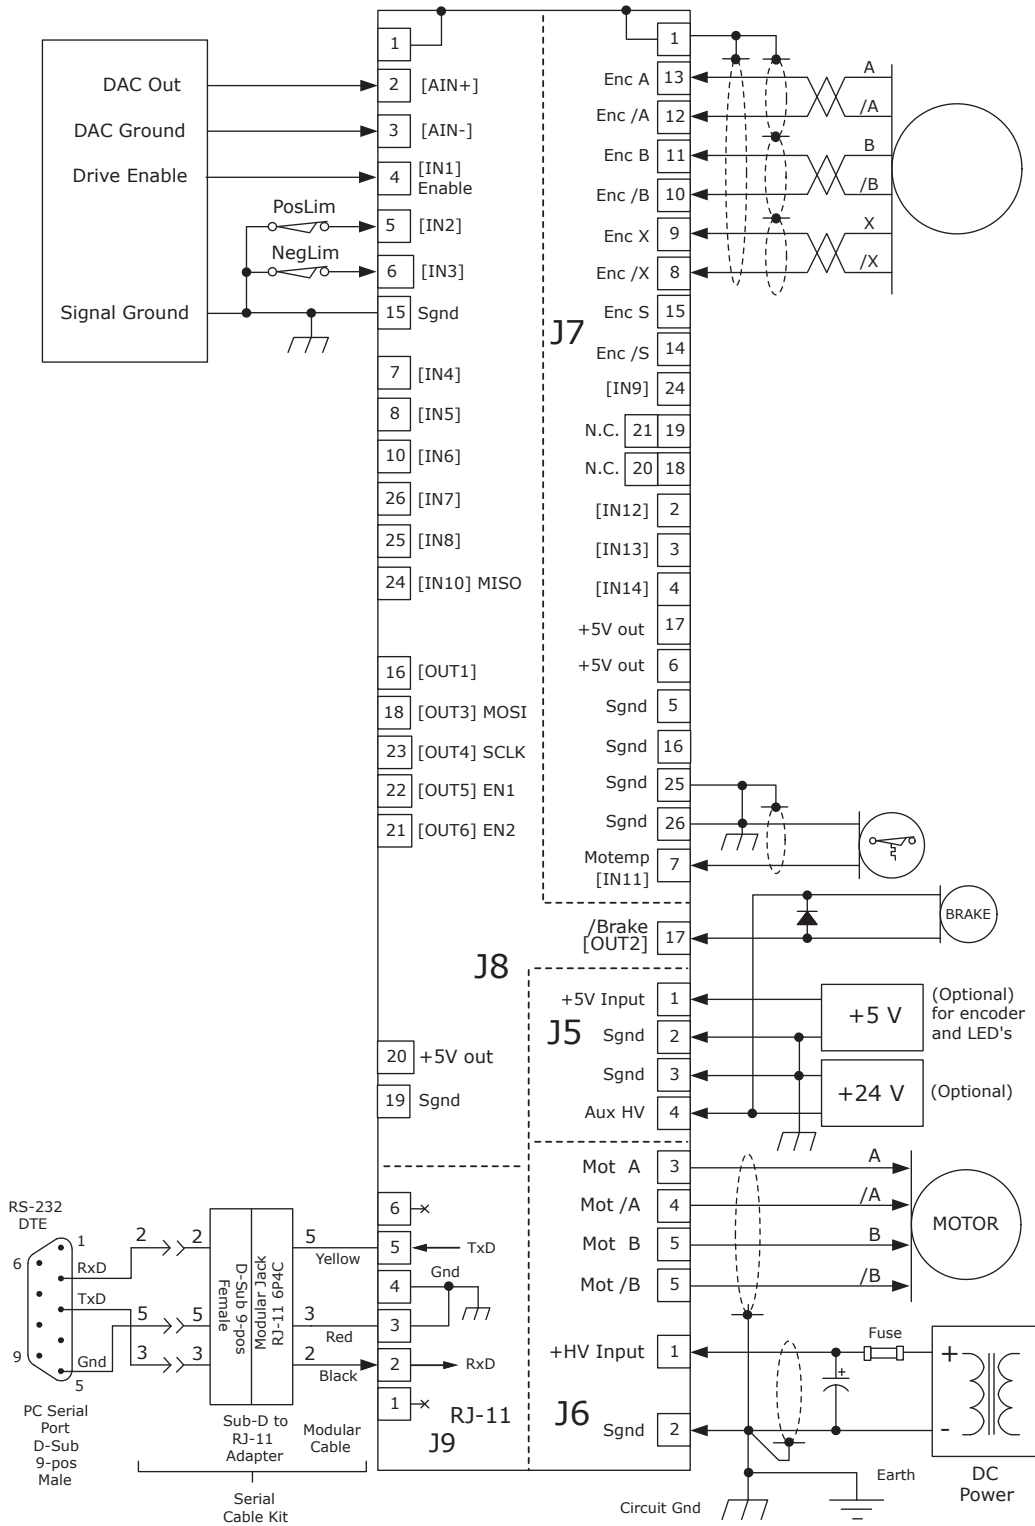 1
DAC Out
2
[AIN+]
DAC Ground
3
[AIN-]
Drive Enable
4
[IN1]
Enable
PosLim
5
[IN2]
NegLim
6
[IN3]
Signal Ground
15
Sgnd
7
[IN4]
8
[IN5]
10
[IN6]
26
[IN7]
25
[IN8]
24
[IN10] MISO
16
[OUT1]
18
[OUT3] MOSI
23
[OUT4] SCLK
22
[OUT5] EN1
21
[OUT6] EN2
J8
20
+5V out
19
Sgnd
J7
1
Enc A
13
A
Enc /A
12
/A
Enc B
11
B
Enc /B
10
/B
Enc X
9
X
Enc /X
8
/X
Enc S
15
Enc /S
14
[IN9]
24
N.C.
21
19
N.C.
20
18
[IN12]
2
[IN13]
3
[IN14]
4
+5V out
17
+5V out
6
Sgnd
5
Sgnd
16
Sgnd
25
Sgnd
26
Motemp
[IN11]
7
/Brake
[OUT2]
17
BRAKE
J5
+5V Input
1
+5 V
(Optional)
for encoder
and LED's
Sgnd
2
Sgnd
3
Aux HV
4
+24 V
(Optional)
Mot A
3
A
Mot /A
4
/A
Mot B
5
B
Mot /B
5
/B
MOTOR
J6
+HV Input
1
Fuse
+
+
-
Sgnd
2
DC
Power
Earth
Circuit Gnd
RS-232
DTE
1
6
RxD
TxD
9
Gnd
5
PC Serial
Port
D-Sub
9-pos
Male
2
2
5
5
3
3
D-Sub 9-pos
Female
Modular Jack
RJ-11 6P4C
5
Yellow
3
Red
2
Black
Sub-D to
RJ-11
Adapter
Modular
Cable
Serial
Cable Kit
6
5
TxD
4
Gnd
3
2
RxD
1
RJ-11
J9